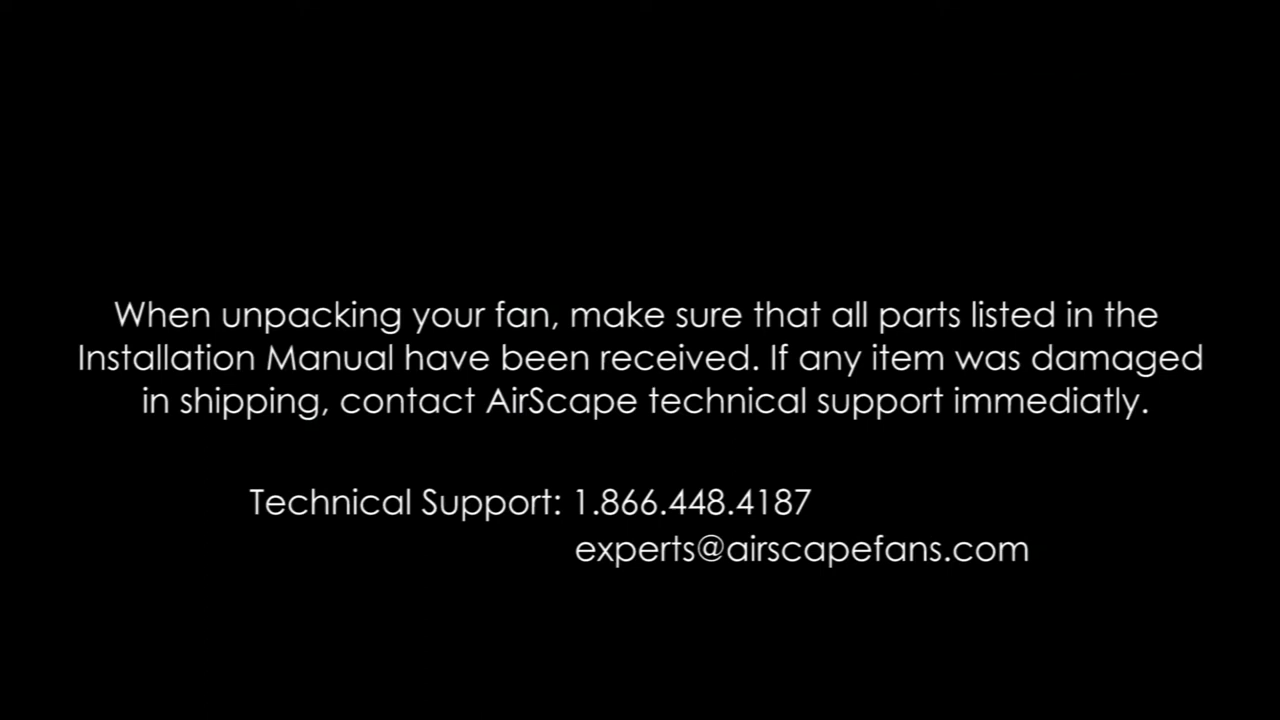 When unpacking your fan, make sure that all parts listed in the
Installation Manual have been received. If any item was damaged
in shipping, contact AirScape technical support immediatly.
Technical Support: 1.866.448.4187
experts@airscapefans.com